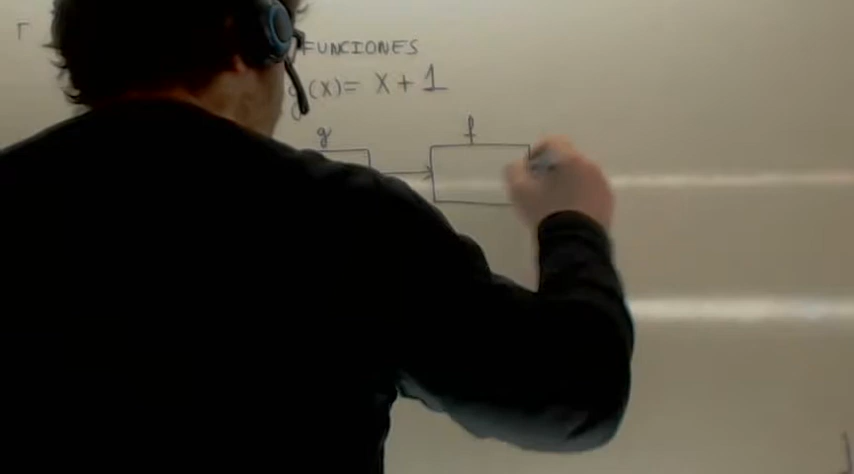 FUNCIONES
g(x)= x+1
g
f